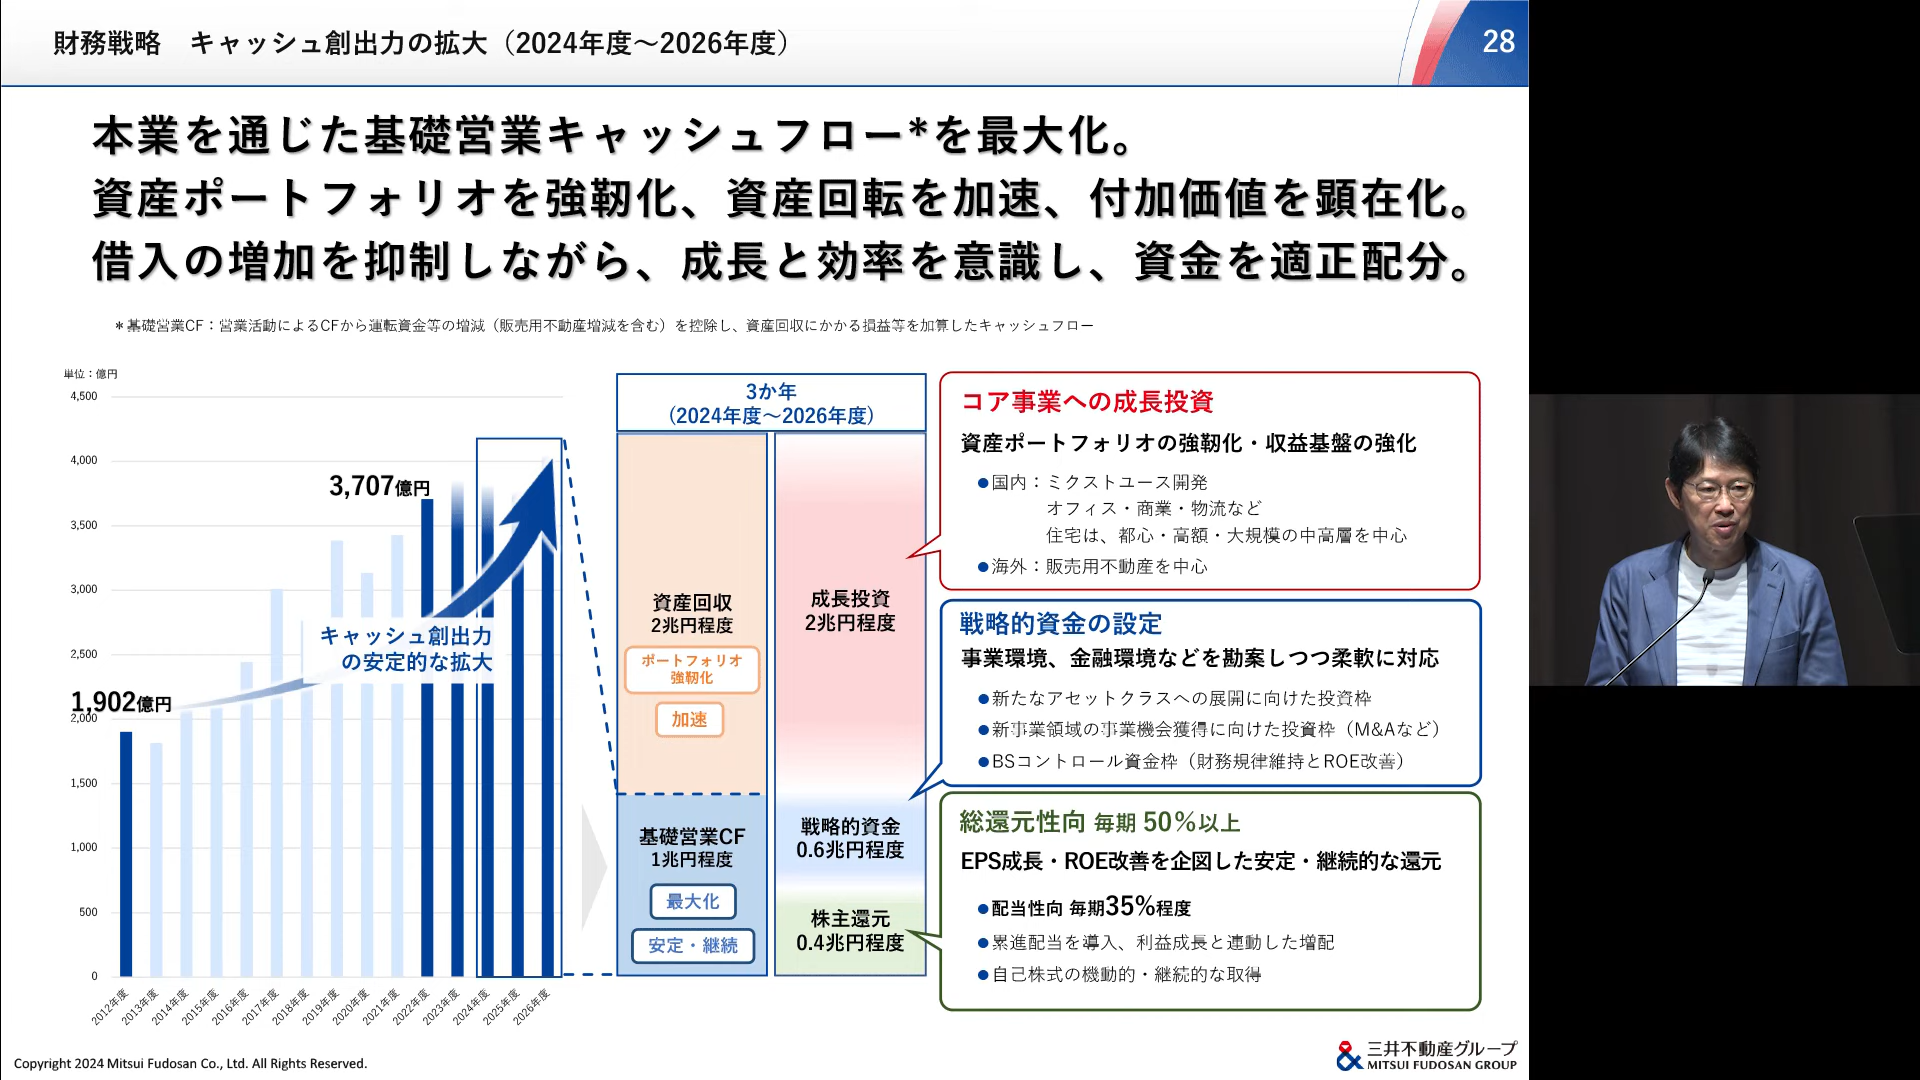 財務戦略　キャッシュ創出力の拡大（2024年度～2026年度）
28
本業を通じた基礎営業キャッシュフロー*を最大化。
資産ポートフォリオを強靭化、資産回転を加速、付加価値を顕在化。
借入の増加を抑制しながら、成長と効率を意識し、資金を適正配分。
＊基礎営業CF：営業活動によるCFから運転資金等の増減（販売用不動産増減を含む）を控除し、資産回収にかかる損益等を加算したキャッシュフロー
単位：億円
4,500
4,000
3,500
3,000
2,500
2,000
1,500
1,000
500
0
3,707億円
キャッシュ創出力
の安定的な拡大
1,902億円
2012年度
2013年度
2014年度
2015年度
2016年度
2017年度
2018年度
2019年度
2020年度
2021年度
2022年度
2023年度
2024年度
2025年度
2026年度
3か年
（2024年度～2026年度）
資産回収
2兆円程度
ポートフォリオ
強靭化
加速
基礎営業CF
1兆円程度
最大化
安定・継続
成長投資
2兆円程度
戦略的資金
0.6兆円程度
株主還元
0.4兆円程度
コア事業への成長投資
資産ポートフォリオの強靭化・収益基盤の強化
●国内：ミクストユース開発
オフィス・商業・物流など
住宅は、都心・高額・大規模の中高層を中心
●海外：販売用不動産を中心
戦略的資金の設定
事業環境、金融環境などを勘案しつつ柔軟に対応
●新たなアセットクラスへの展開に向けた投資枠
●新事業領域の事業機会獲得に向けた投資枠（M&Aなど）
●BSコントロール資金枠（財務規律維持とROE改善）
総還元性向 毎期 50%以上
EPS成長・ROE改善を企図した安定・継続的な還元
●配当性向 毎期35%程度
●累進配当を導入、利益成長と連動した増配
●自己株式の機動的・継続的な取得
Copyright 2024 Mitsui Fudosan Co., Ltd. All Rights Reserved.
三井不動産グループ
MITSUI FUDOSAN GROUP